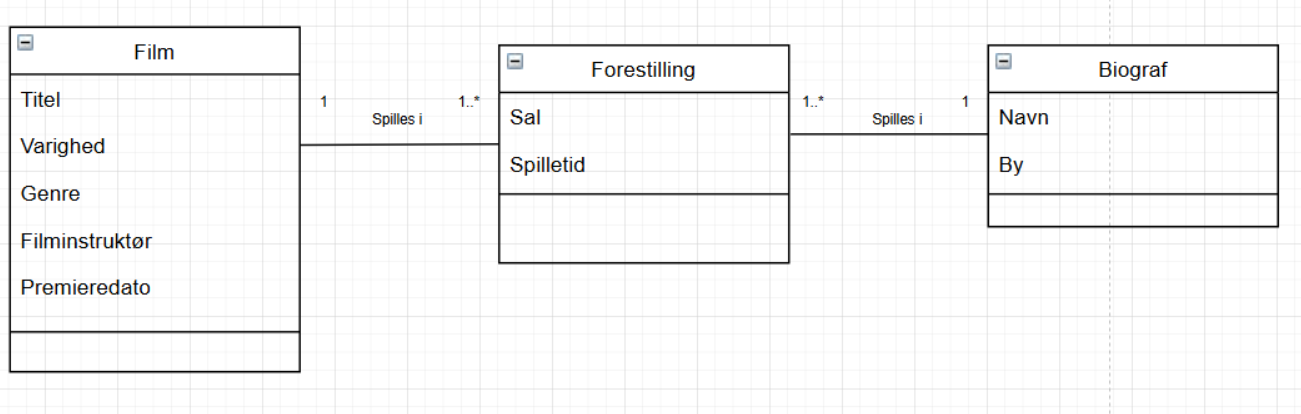 Film
Titel
Varighed
Genre
Filminstruktør
Premieredato
1
1..*
Spilles i
Forestilling
Sal
Spilletid
1..*
1
Spilles i
Biograf
Navn
By